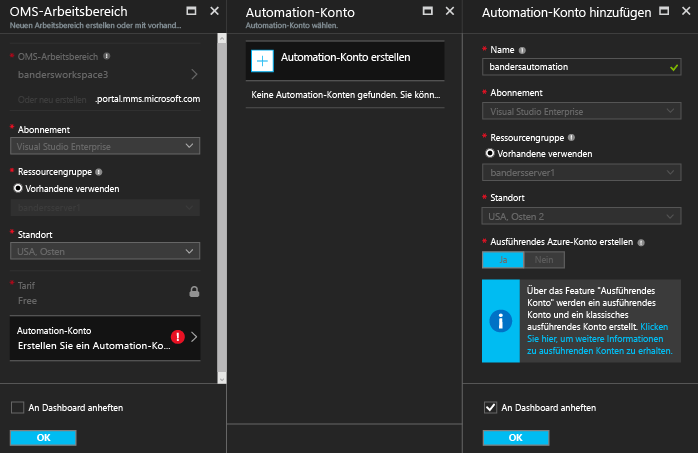 OMS-Arbeitsbereich
Neuen Arbeitsbereich erstellen oder mit vorhand...
* OMS-Arbeitsbereich
bandersworkspace3
Oder neu erstellen. .portal.mms.microsoft.com
* Abonnement
Visual Studio Enterprise
* Ressourcengruppe
Vorhandene verwenden
bandersserver1
* Standort
USA, Osten
* Tarif
Free
Automation-Konto
Erstellen Sie ein Automation-Ko...
An Dashboard anheften
OK
Automation-Konto
Automation-Konto wählen.
Automation-Konto erstellen
Keine Automation-Konten gefunden. Sie könn...
Automation-Konto hinzufügen
* Name
bandersautomation
* Abonnement
Visual Studio Enterprise
* Ressourcengruppe
Vorhandene verwenden
bandersserver1
* Standort
USA, Osten 2
* Ausführendes Azure-Konto erstellen
Ja Nein
Über das Feature "Ausführendes
Konto" werden ein ausführendes
Konto und ein klassisches
ausführendes Konto erstellt. Klicken
Sie hier, um weitere Informationen
zu ausführenden Konten zu erhalten.
An Dashboard anheften
OK